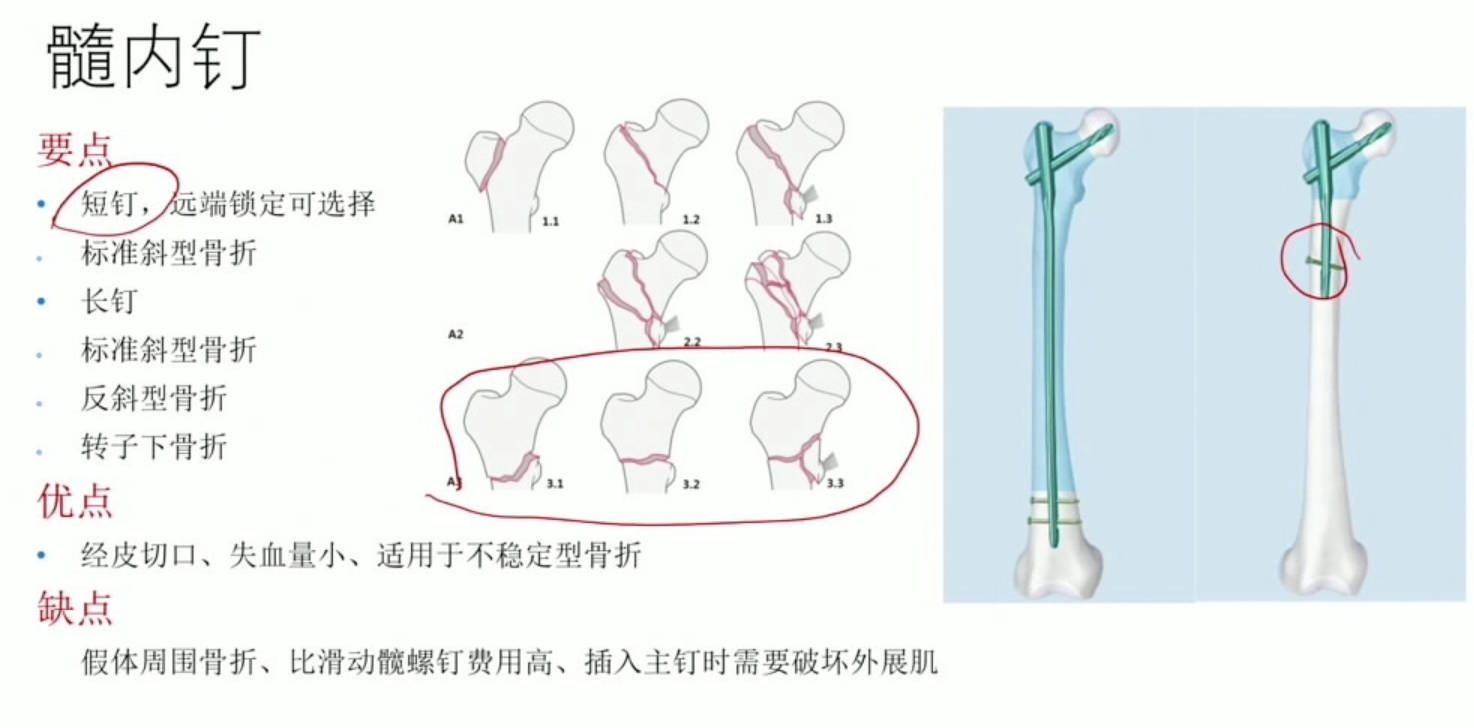 髓内钉
要点
• 短钉，远端锁定可选择
。标准斜型骨折
• 长钉
。标准斜型骨折
。反斜型骨折
。转子下骨折
优点
• 经皮切口、失血量小、适用于不稳定型骨折
缺点
假体周围骨折、比滑动髋螺钉费用高、插入主钉时需要破坏外展肌
A1 1.1 1.2 1.3
A2 2.2 2.3
A3 3.1 3.2 3.3